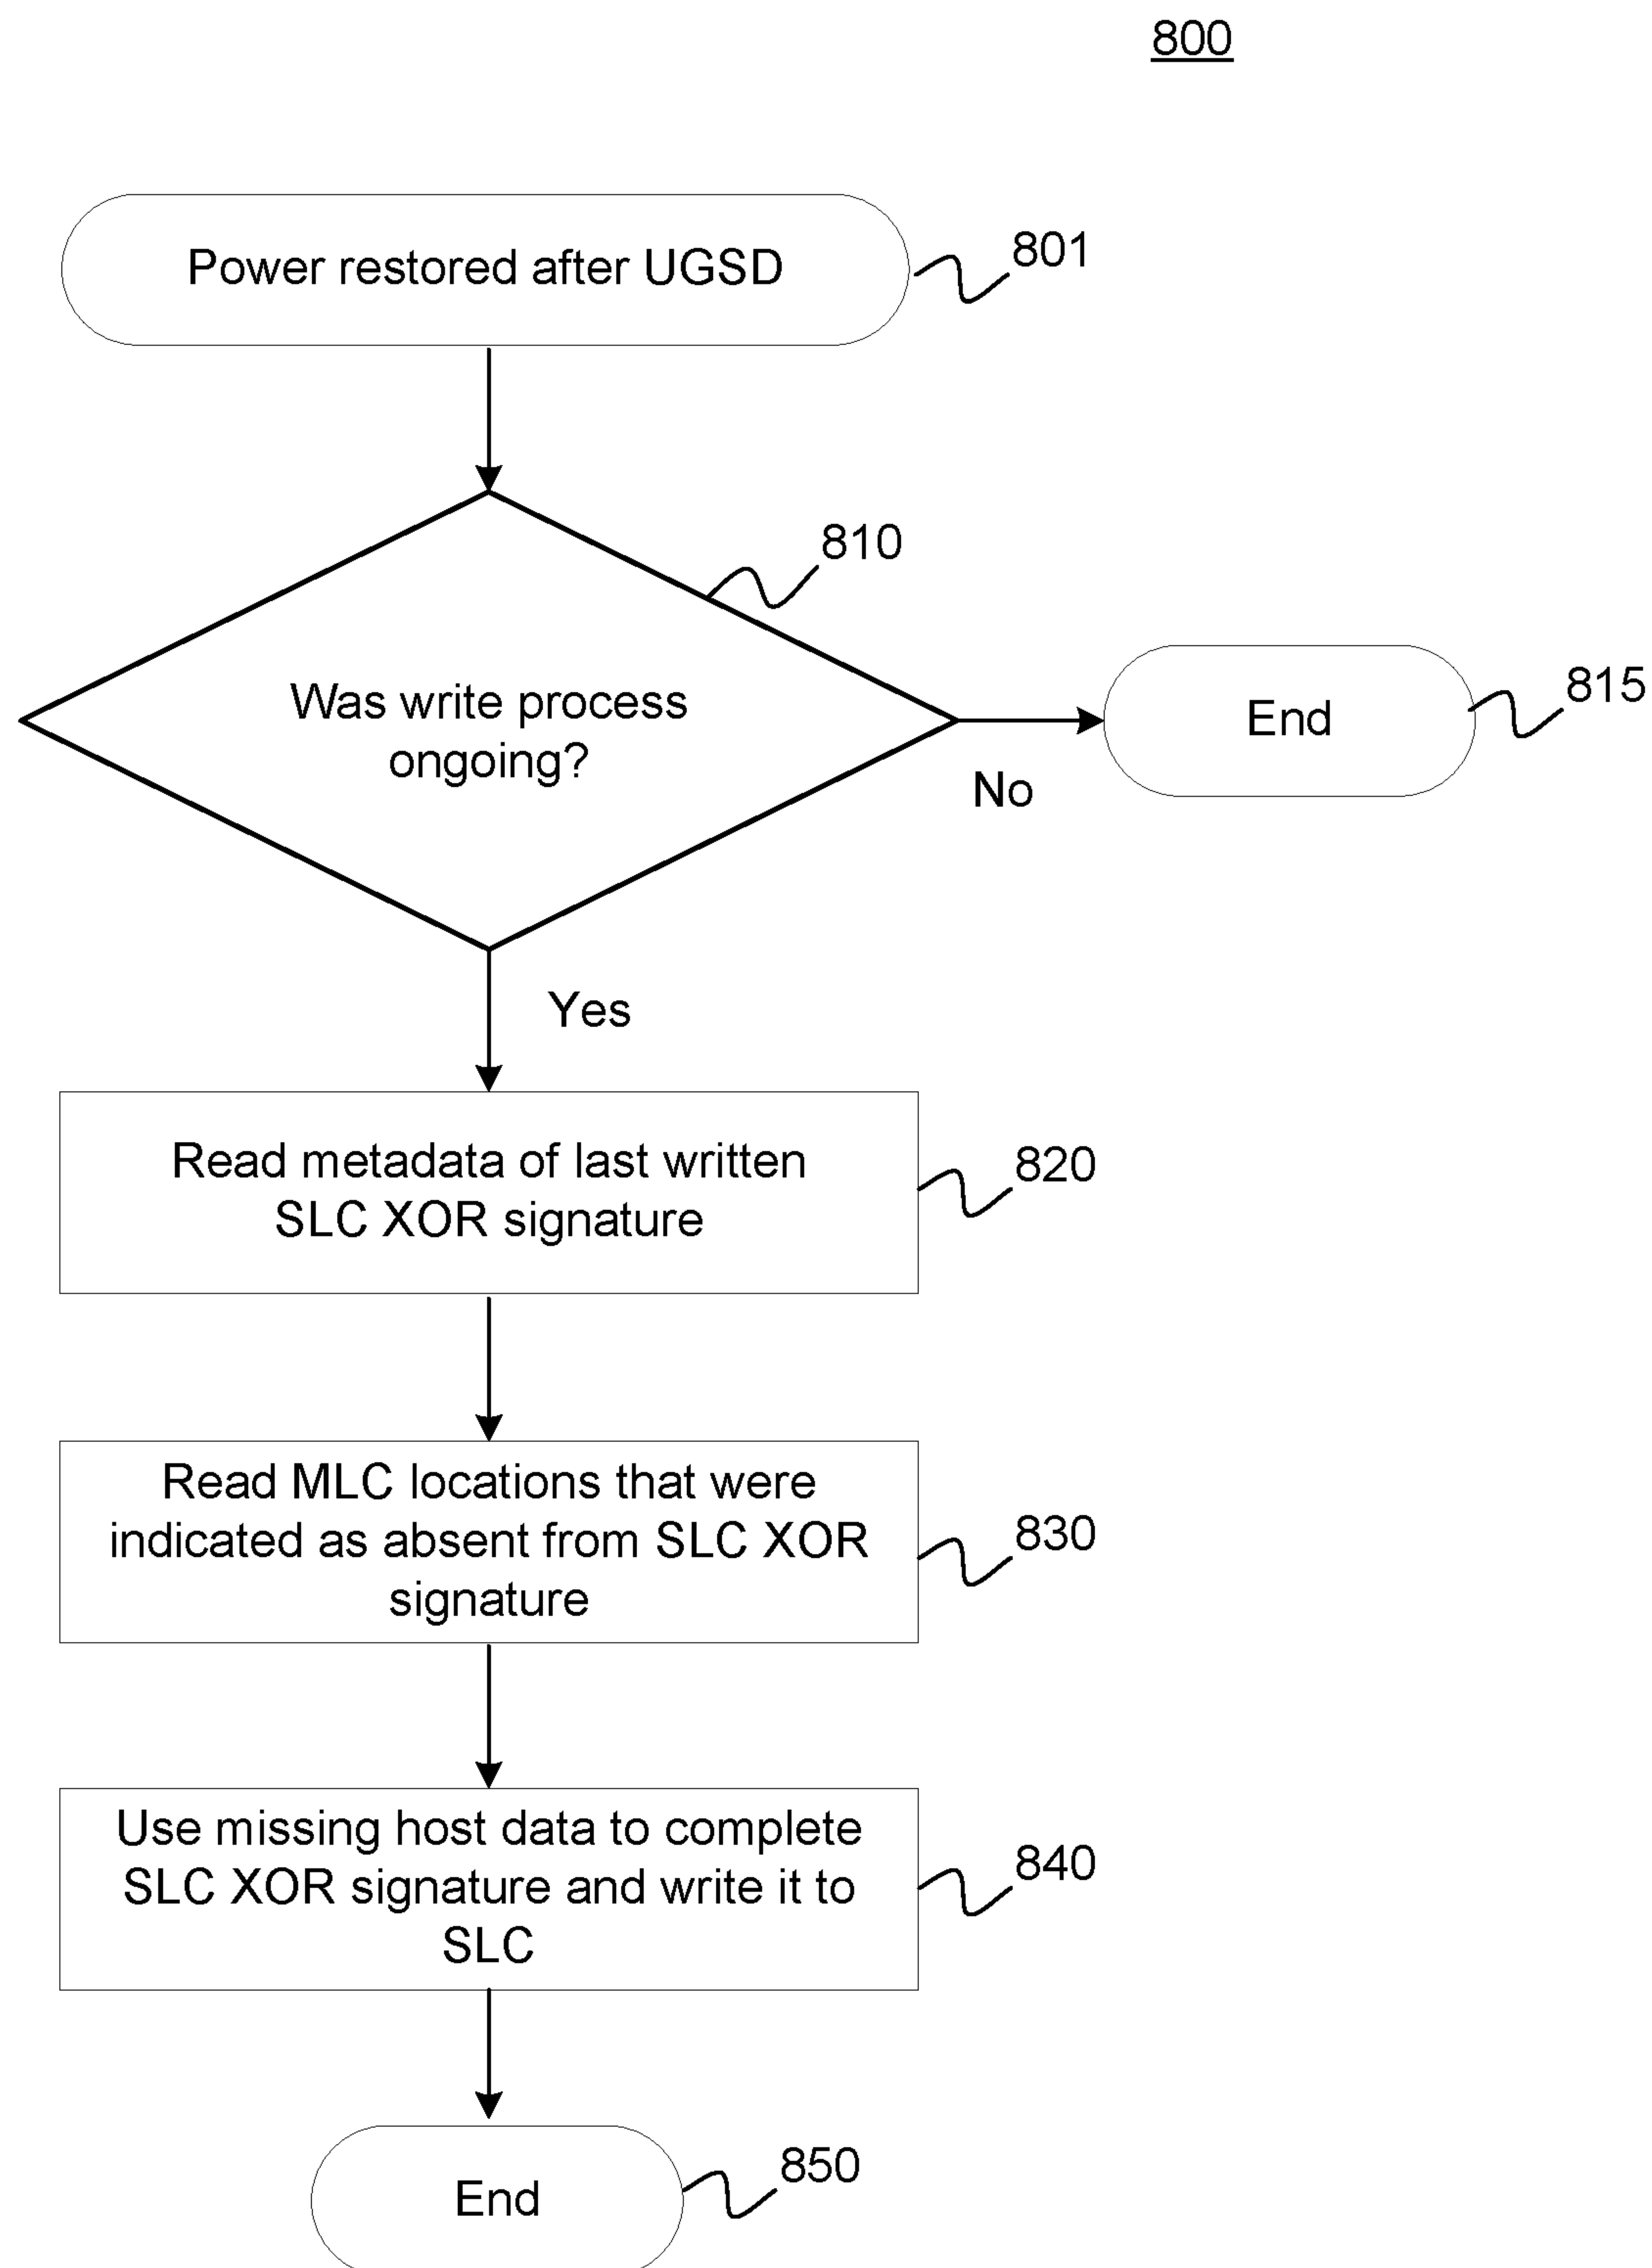 800
Power restored after UGSD
801
810
Was write process
ongoing?
End
815
No
Yes
Read metadata of last written
SLC XOR signature
820
Read MLC locations that were
indicated as absent from SLC XOR
signature
830
Use missing host data to complete
SLC XOR signature and write it to
SLC
840
End
850